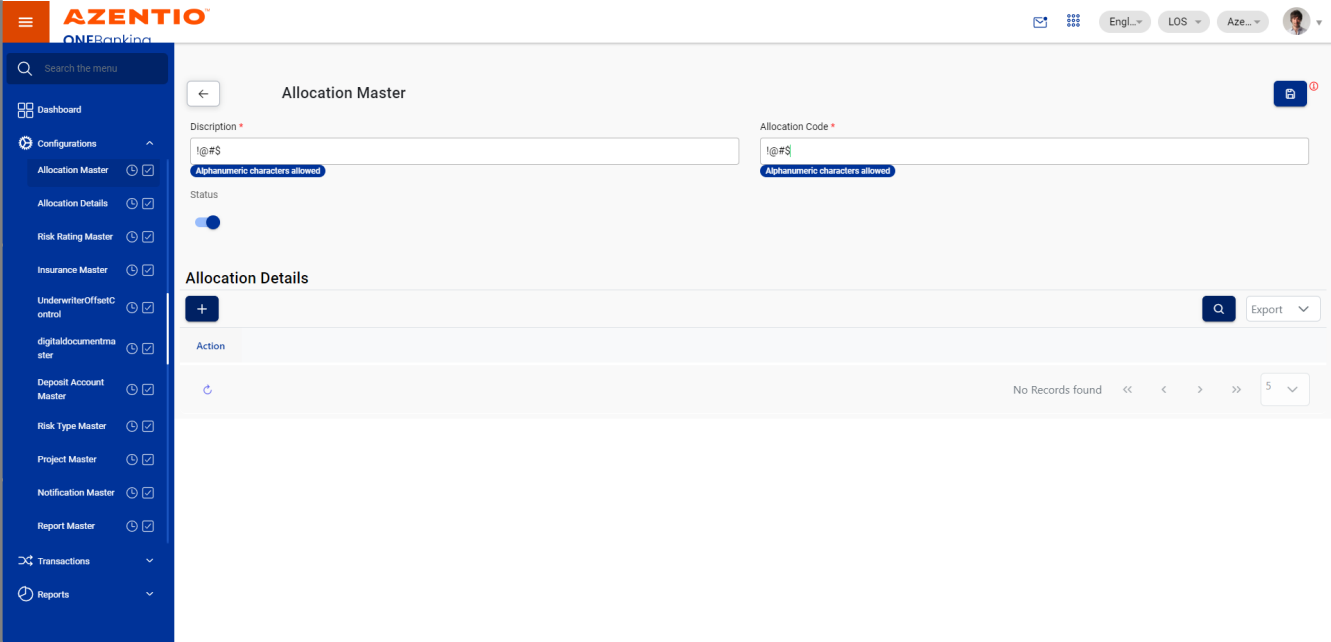 AZENTIO™
ONEBanking
Engl...
LOS
Aze...
Search the menu
Dashboard
Configurations
Allocation Master
Allocation Details
Risk Rating Master
Insurance Master
UnderwriterOffsetC
ontrol
digitaldocumentma
ster
Deposit Account
Master
Risk Type Master
Project Master
Notification Master
Report Master
Transactions
Reports
Allocation Master
Discription *
!@#$
Alphanumeric characters allowed
Allocation Code *
!@#$
Alphanumeric characters allowed
Status
Allocation Details
Export
Action
No Records found
5